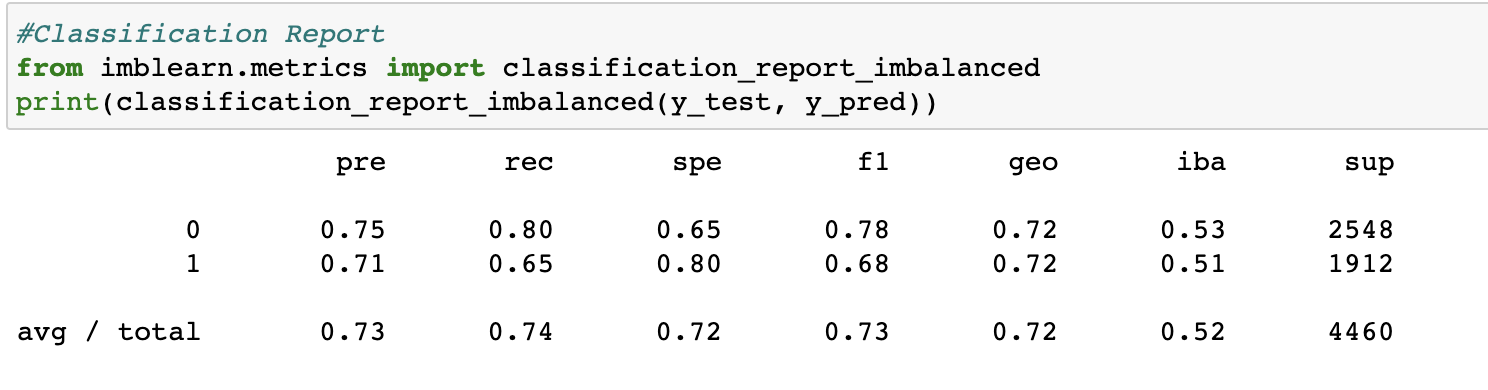 #Classification Report
from imblearn.metrics import classification_report_imbalanced
print(classification_report_imbalanced(y_test, y_pred))
pre rec spe f1 geo iba sup
0 0.75 0.80 0.65 0.78 0.72 0.53 2548
1 0.71 0.65 0.80 0.68 0.72 0.51 1912
avg / total 0.73 0.74 0.72 0.73 0.72 0.52 4460